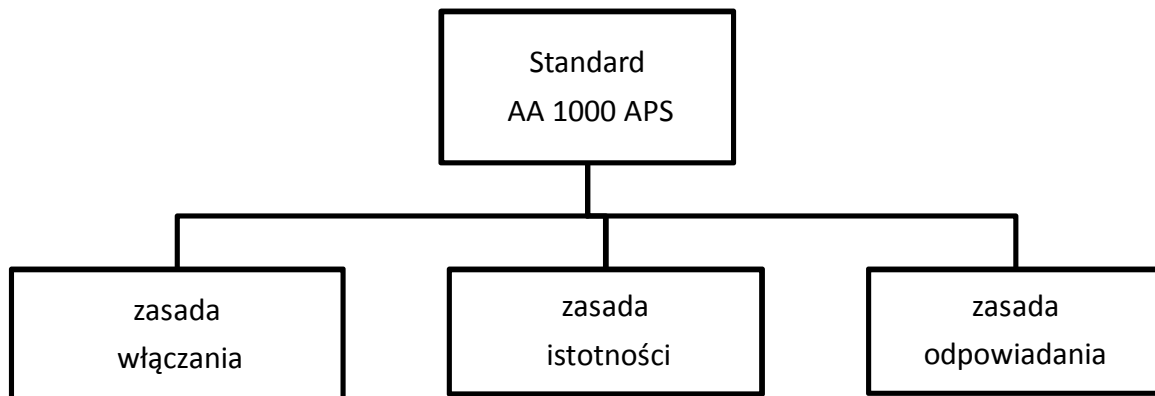 Standard
AA 1000 APS
zasada
włączania
zasada
istotności
zasada
odpowiadania